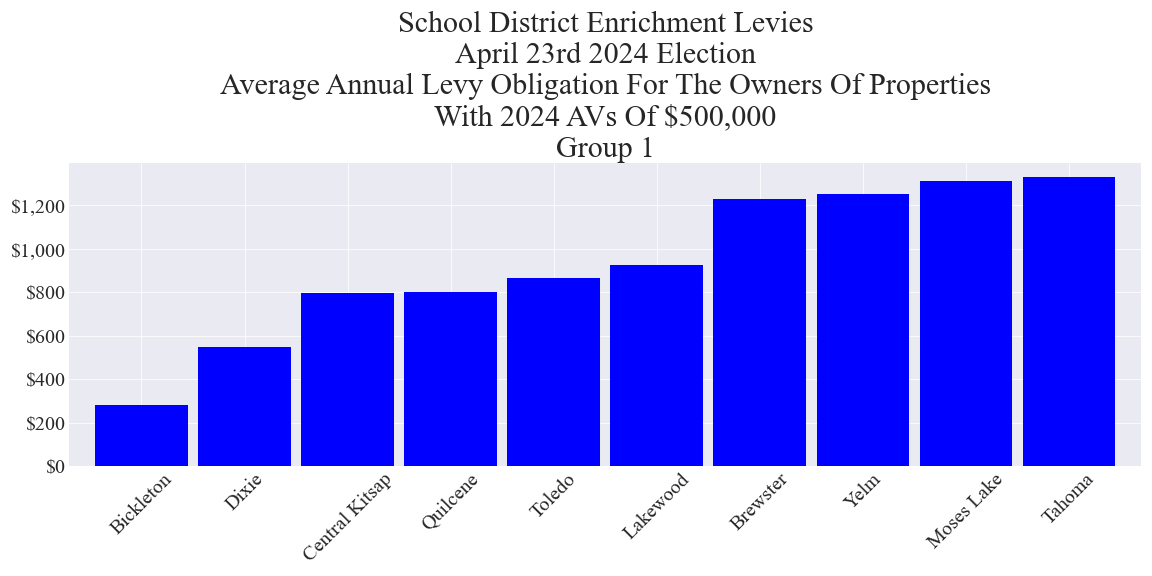 School District Enrichment Levies
April 23rd 2024 Election
Average Annual Levy Obligation For The Owners Of Properties
With 2024 AVs Of $500,000
Group 1
$1,200
$1,000
$800
$600
$400
$200
$0
Bickleton
Dixie
Central Kitsap
Quilcene
Toledo
Lakewood
Brewster
Yelm
Moses Lake
Tahoma